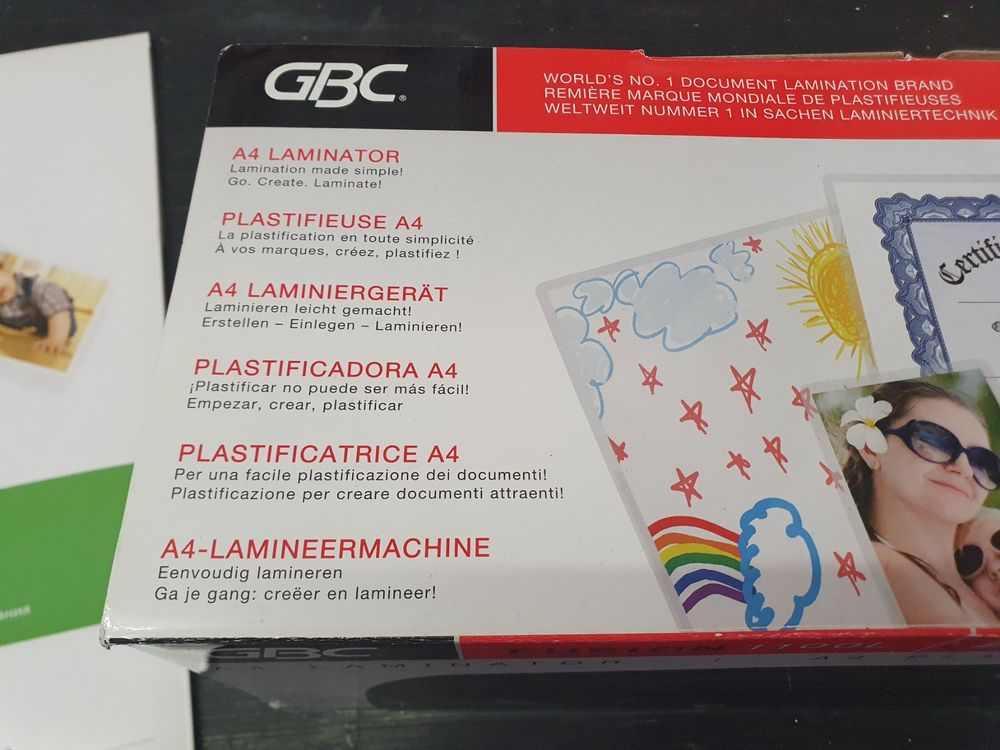 GBC
WORLD'S NO. 1 DOCUMENT LAMINATION BRAND
REMIÈRE MARQUE MONDIALE DE PLASTIFIEUSES
WELTWEIT NUMMER 1 IN SACHEN LAMINIERTECHNIK
A4 LAMINATOR
Lamination made simple!
Go. Create. Laminate!
PLASTIFIEUSE A4
La plastification en toute simplicité
À vos marques, créez, plastifiez !
A4 LAMINIERGERÄT
Laminieren leicht gemacht!
Erstellen – Einlegen – Laminieren!
PLASTIFICADORA A4
¡Plastificar no puede ser más fácil!
Empezar, crear, plastificar
PLASTIFICATRICE A4
Per una facile plastificazione dei documenti!
Plastificazione per creare documenti attraenti!
A4-LAMINEERMACHINE
Eenvoudig lamineren
Ga je gang: creëer en lamineer!
Certifi
GBC
FUSION 1100L
LAMINATOR